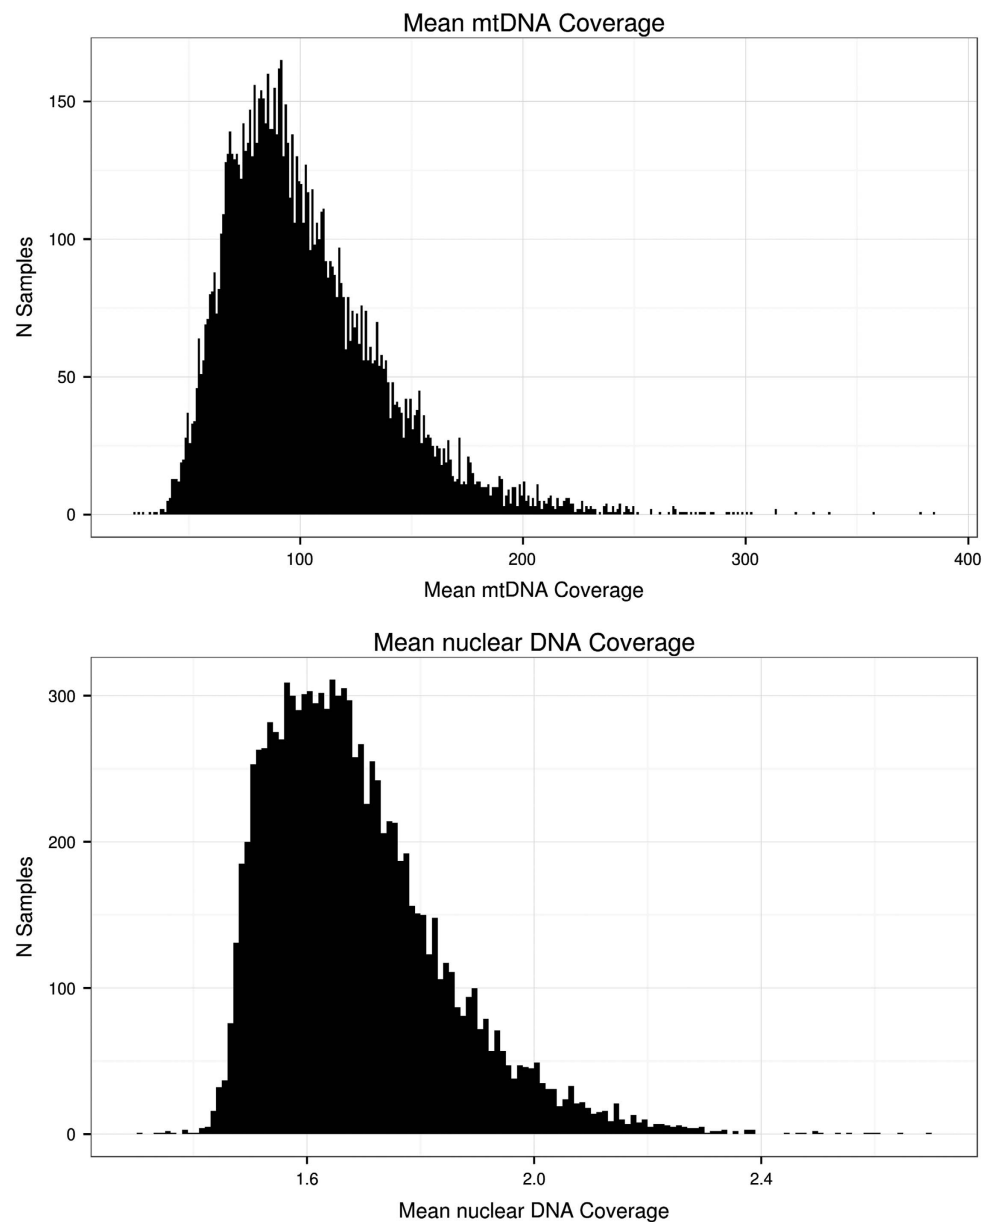 Mean mtDNA Coverage
150
100
50
0
N Samples
100 200 300 400
Mean mtDNA Coverage
Mean nuclear DNA Coverage
300
200
100
0
N Samples
1.6 2.0 2.4
Mean nuclear DNA Coverage